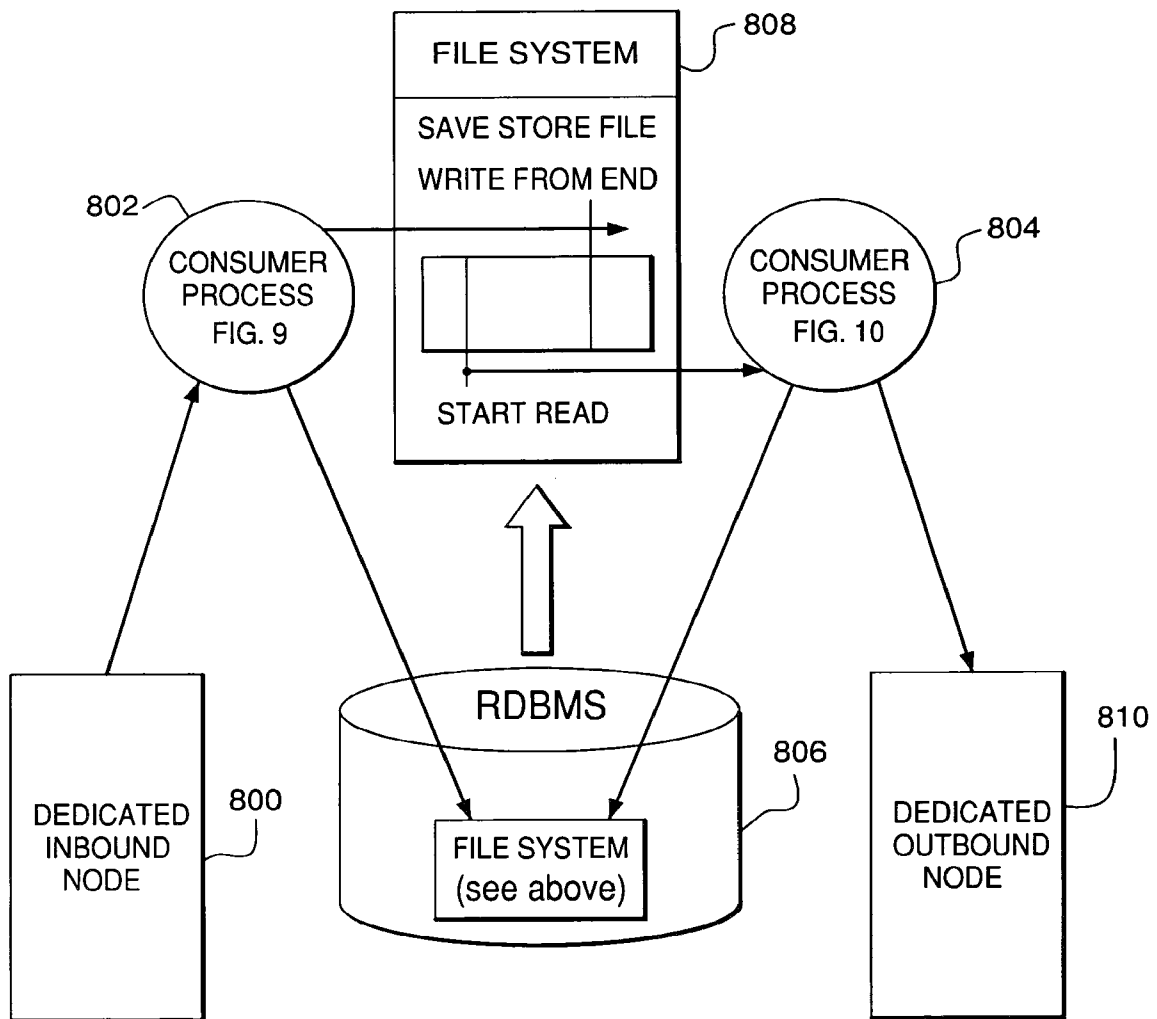 808
FILE SYSTEM
SAVE STORE FILE
WRITE FROM END
START READ
802
CONSUMER
PROCESS
FIG. 9
804
CONSUMER
PROCESS
FIG. 10
RDBMS
FILE SYSTEM
(see above)
806
DEDICATED
INBOUND
NODE
800
DEDICATED
OUTBOUND
NODE
810